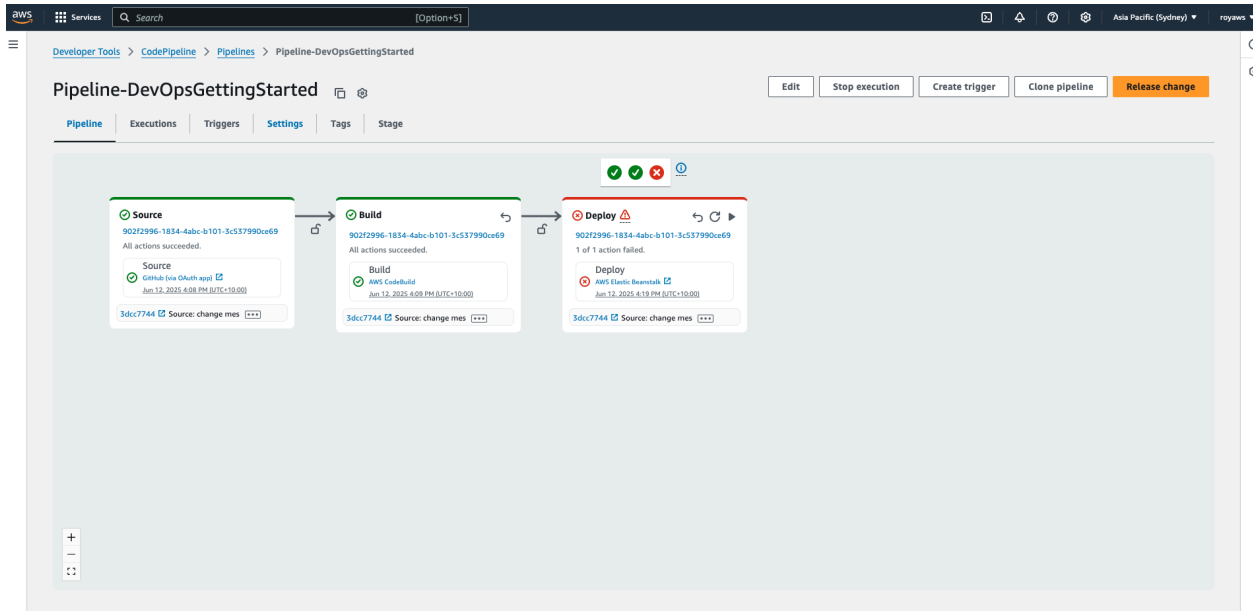 aws Services Search [Option+S] Asia Pacific (Sydney) royaws
Developer Tools > CodePipeline > Pipelines > Pipeline-DevOpsGettingStarted
Pipeline-DevOpsGettingStarted
Edit Stop execution Create trigger Clone pipeline Release change
Pipeline Executions Triggers Settings Tags Stage
Source
902f2996-1834-4abc-b101-3c537990ce69
All actions succeeded.
Source
GitHub (via OAuth app)
Jun 12, 2025 4:08 PM (UTC+10:00)
3dcc7744 Source: change mes
Build
902f2996-1834-4abc-b101-3c537990ce69
All actions succeeded.
Build
AWS CodeBuild
Jun 12, 2025 4:09 PM (UTC+10:00)
3dcc7744 Source: change mes
Deploy
902f2996-1834-4abc-b101-3c537990ce69
1 of 1 action failed.
Deploy
AWS Elastic Beanstalk
Jun 12, 2025 4:19 PM (UTC+10:00)
3dcc7744 Source: change mes